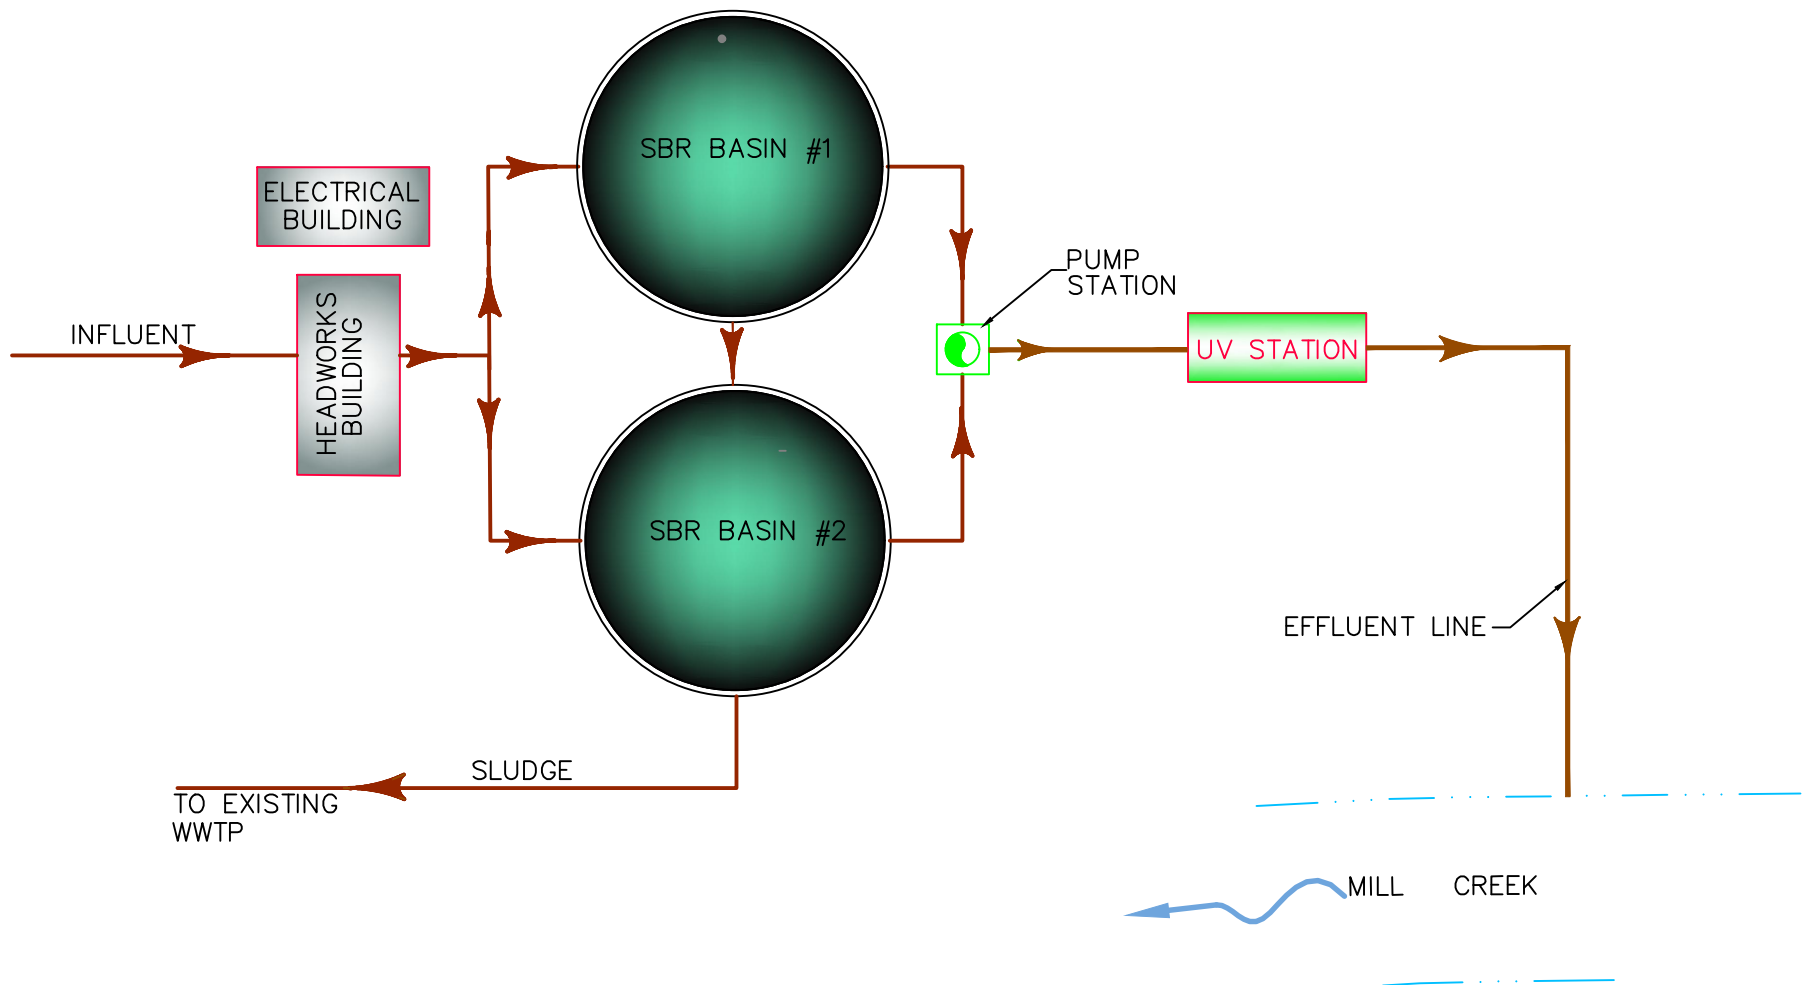 SBR BASIN #1
ELECTRICAL
BUILDING
PUMP
STATION
INFLUENT
HEADWORKS
BUILDING
UV STATION
SBR BASIN #2
EFFLUENT LINE
SLUDGE
TO EXISTING
WWTP
MILL CREEK